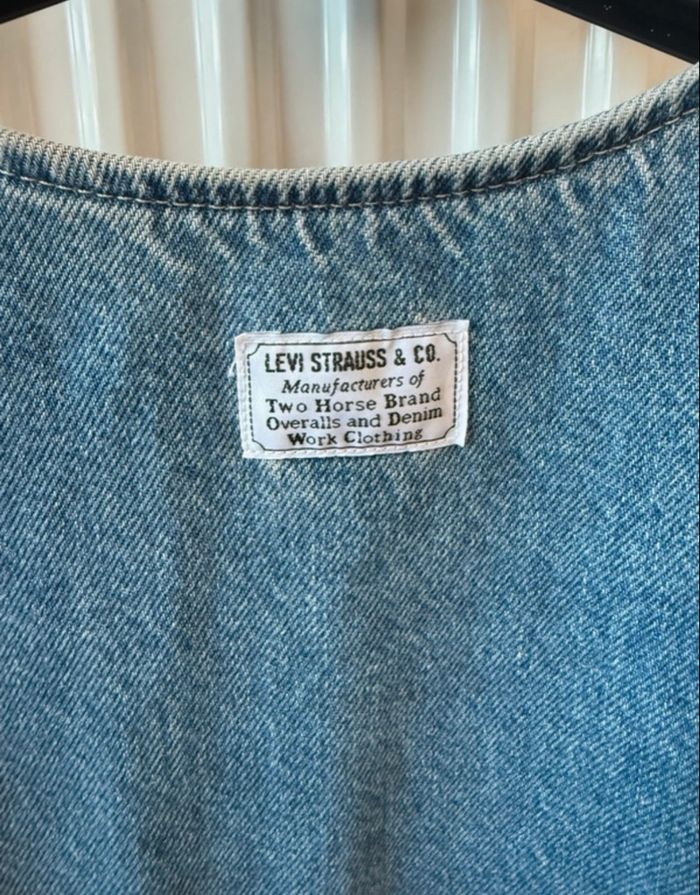 LEVI STRAUSS & CO.
Manufacturers of
Two Horse Brand
Overalls and Denim
Work Clothing